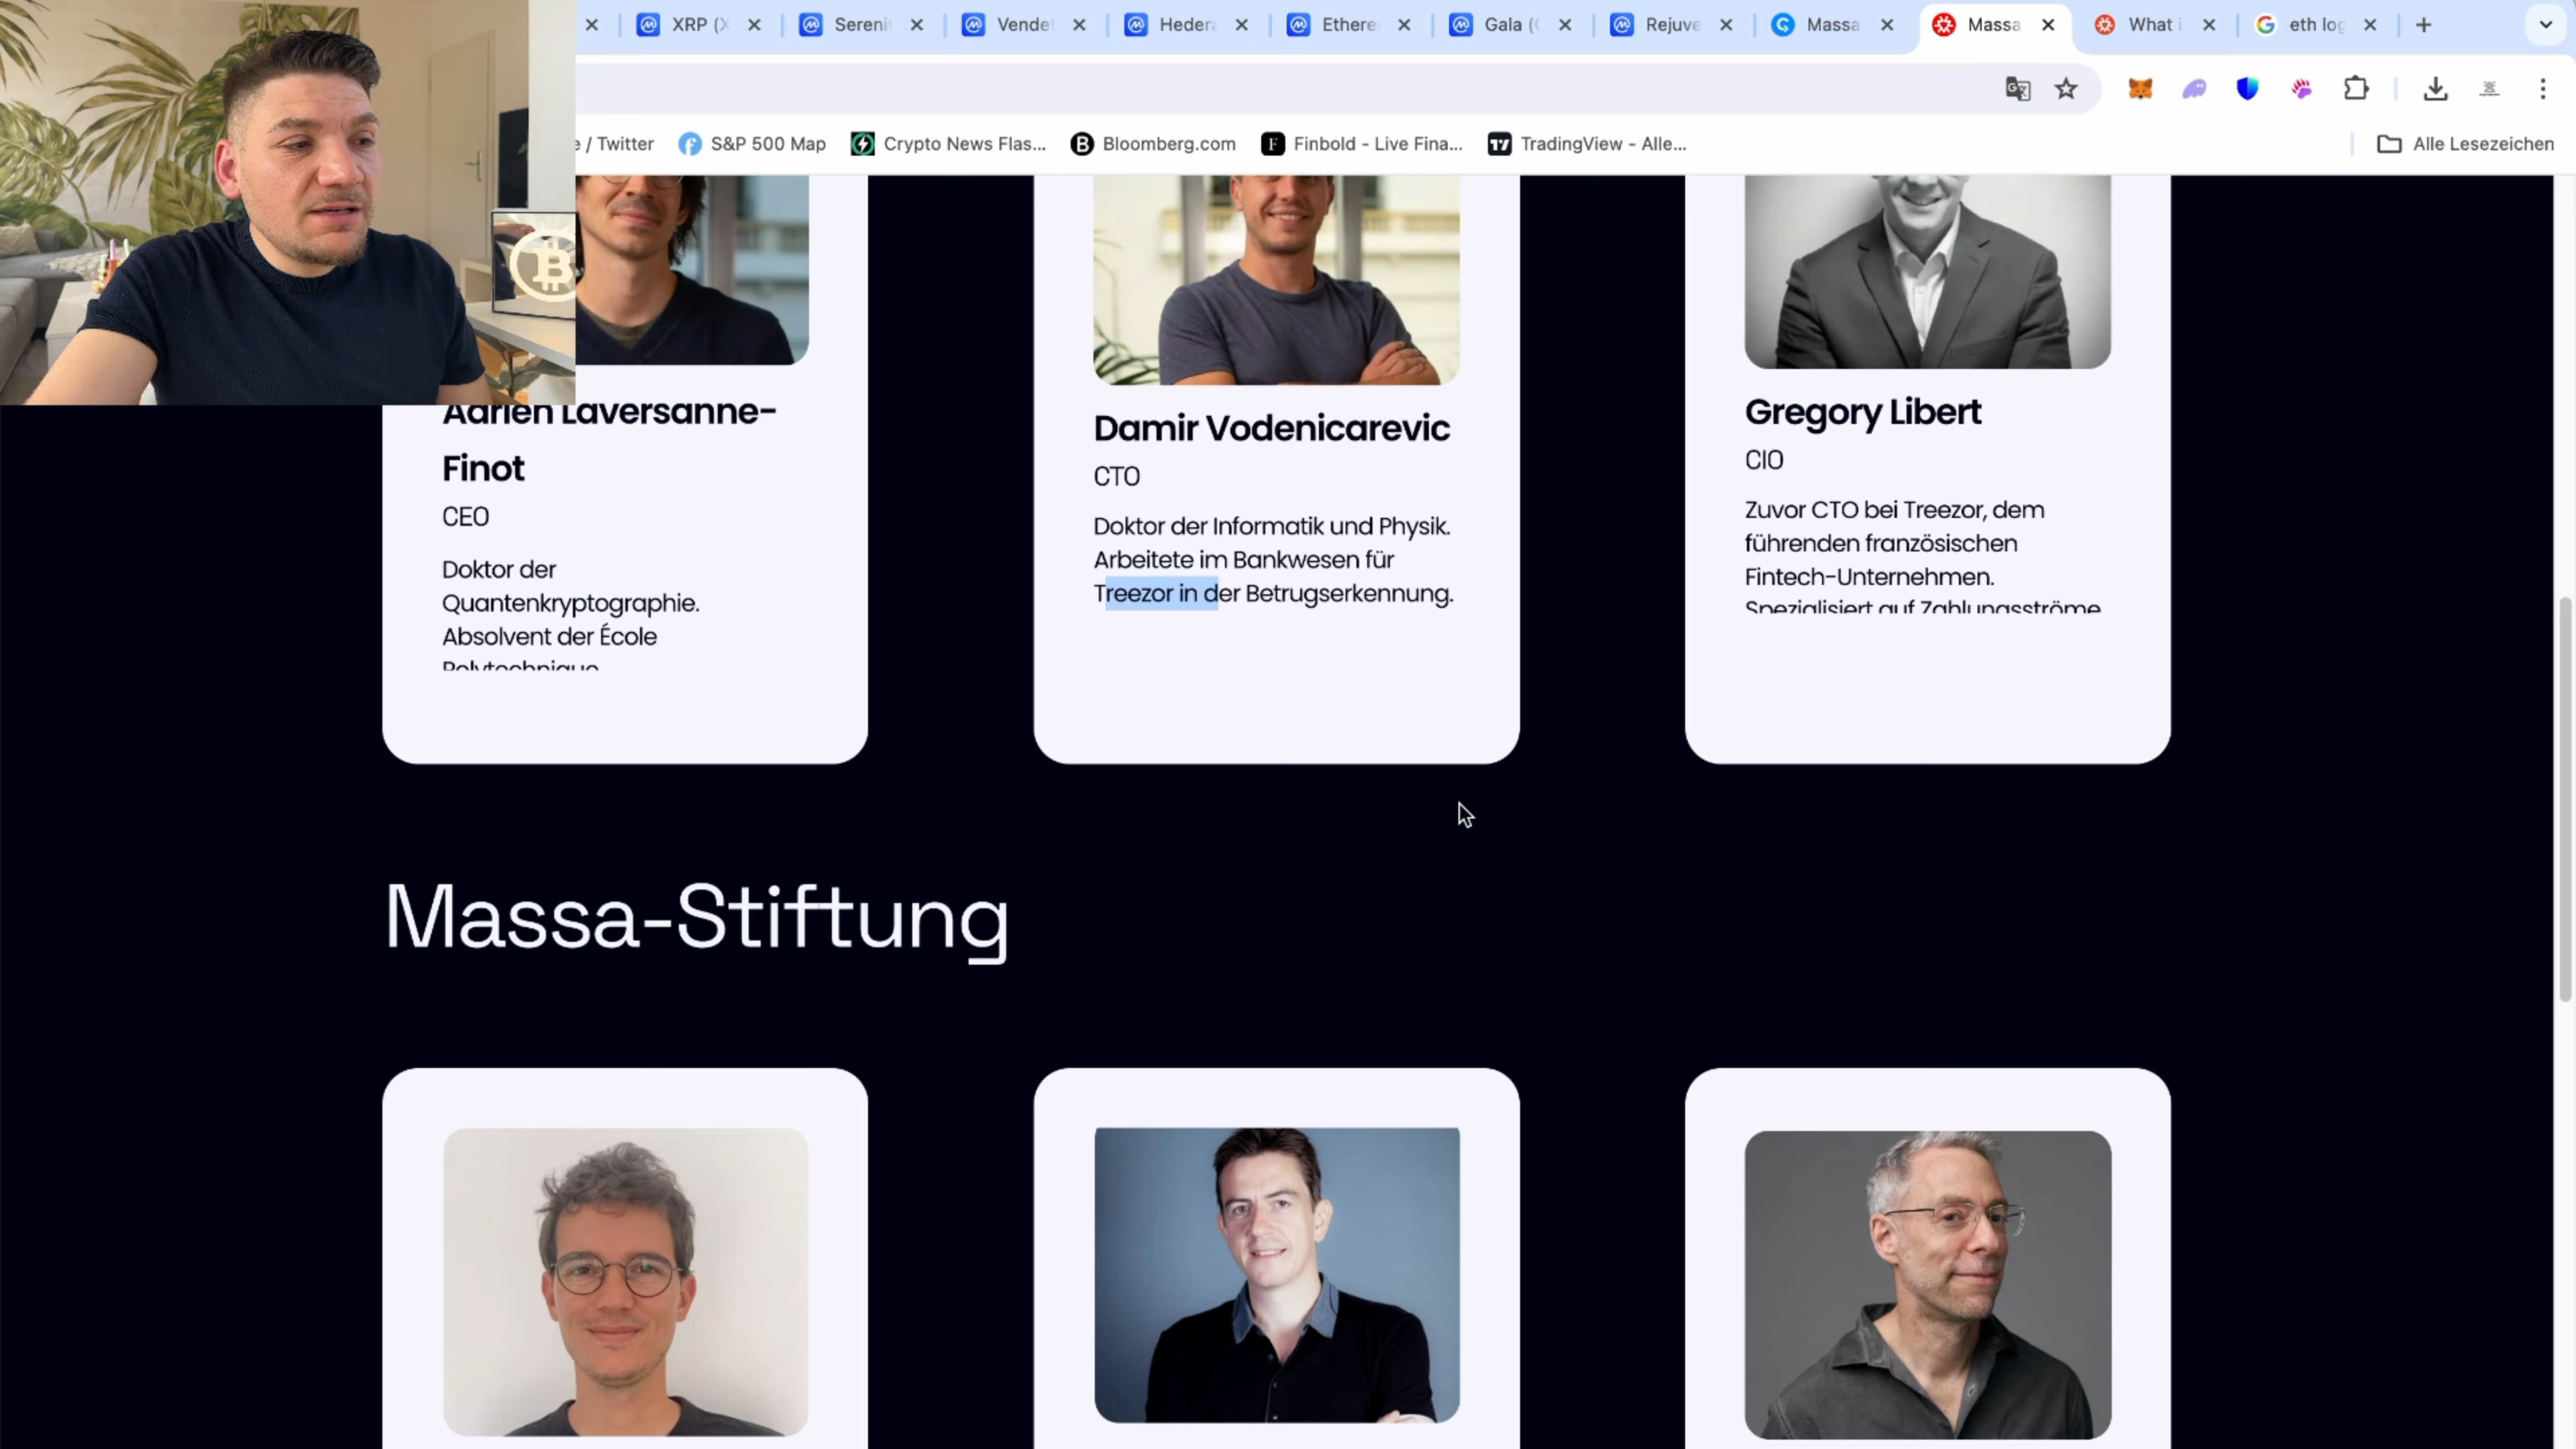 XRP (X
Sereni
Vendet
Hedera
Ethere
Gala (
Rejuve
Massa
Massa
What i
eth log
e / Twitter
S&P 500 Map
Crypto News Flas...
Bloomberg.com
Finbold - Live Fina...
TradingView - Alle...
Alle Lesezeichen
Adrien Laversanne-
Finot
CEO
Doktor der
Quantenkryptographie.
Absolvent der École
Polytechnique
Damir Vodenicarevic
CTO
Doktor der Informatik und Physik.
Arbeitete im Bankwesen für
Treezor in der Betrugserkennung.
Gregory Libert
CIO
Zuvor CTO bei Treezor, dem
führenden französischen
Fintech-Unternehmen.
Spezialisiert auf Zahlungsströme
Massa-Stiftung